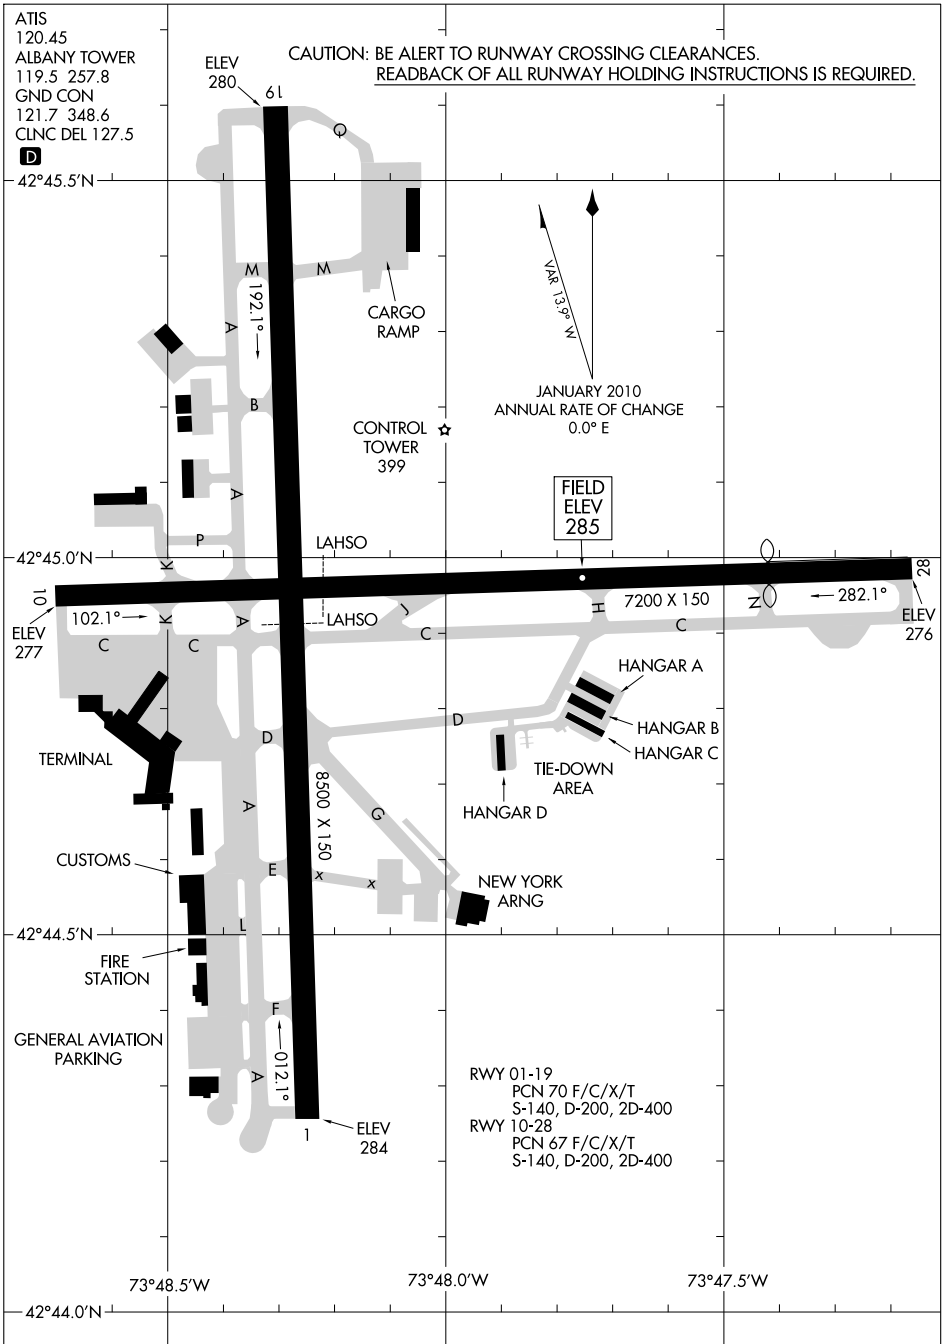 ATIS
120.45
ALBANY TOWER
119.5 257.8
GND CON
121.7 348.6
CLNC DEL 127.5
D
CAUTION: BE ALERT TO RUNWAY CROSSING CLEARANCES.
READBACK OF ALL RUNWAY HOLDING INSTRUCTIONS IS REQUIRED.
ELEV
280
19
Q
42°45.5'N
M
M
192.1°
A
CARGO
RAMP
VAR 13.9° W
JANUARY 2010
ANNUAL RATE OF CHANGE
0.0° E
B
CONTROL
TOWER
399
A
FIELD
ELEV
285
P
LAHSO
42°45.0'N
K
10
28
ELEV
277
102.1°
K
A
LAHSO
J
H
7200 X 150
N
282.1°
ELEV
276
C
C
C
C
HANGAR A
HANGAR B
HANGAR C
D
D
TERMINAL
TIE-DOWN
AREA
HANGAR D
A
8500 X 150
G
CUSTOMS
E
x
x
NEW YORK
ARNG
L
42°44.5'N
FIRE
STATION
F
GENERAL AVIATION
PARKING
A
012.1°
1
ELEV
284
RWY 01-19
PCN 70 F/C/X/T
S-140, D-200, 2D-400
RWY 10-28
PCN 67 F/C/X/T
S-140, D-200, 2D-400
73°48.5'W
73°48.0'W
73°47.5'W
42°44.0'N